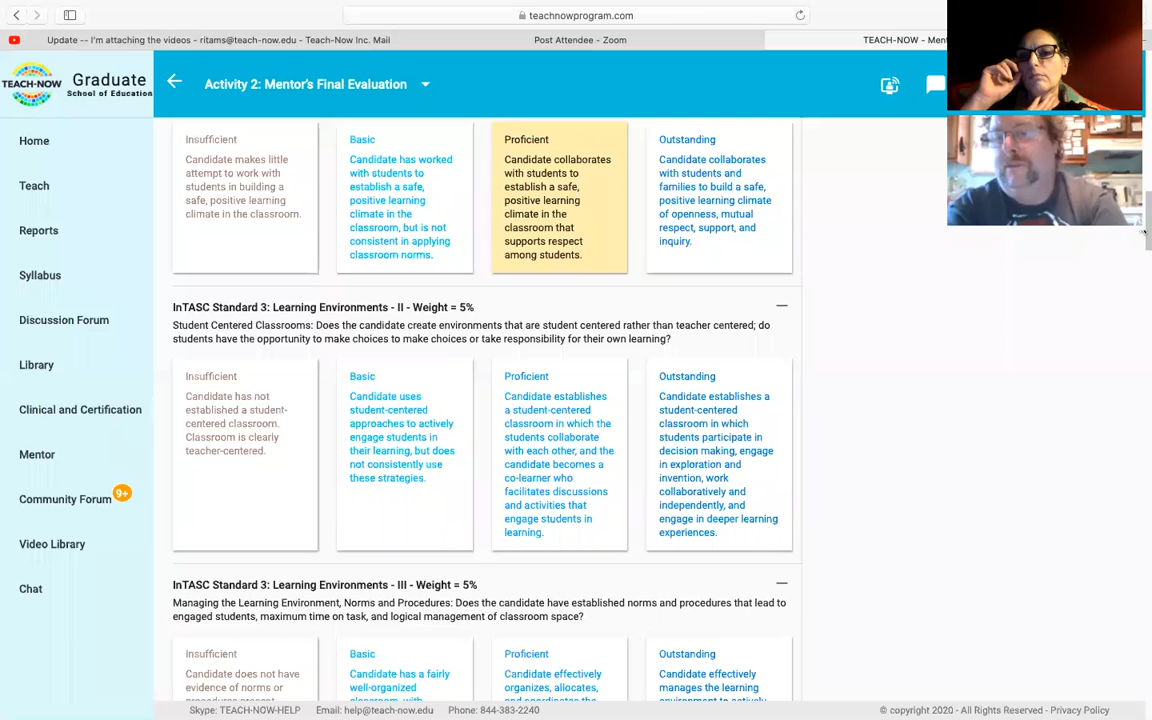 teachnowprogram.com
Update -- I'm attaching the videos - ritams@teach-now.edu - Teach-Now Inc. Mail
Post Attendee - Zoom
TEACH-NOW - Men
TEACH-NOW
Graduate
School of Education
Activity 2: Mentor's Final Evaluation
Home
Teach
Reports
Syllabus
Discussion Forum
Library
Clinical and Certification
Mentor
Community Forum
9+
Video Library
Chat
Insufficient
Candidate makes little
attempt to work with
students in building a
safe, positive learning
climate in the classroom.
Basic
Candidate has worked
with students to
establish a safe,
positive learning
climate in the
classroom, but is not
consistent in applying
classroom norms.
Proficient
Candidate collaborates
with students to
establish a safe,
positive learning
climate in the
classroom that
supports respect
among students.
Outstanding
Candidate collaborates
with students and
families to build a safe,
positive learning climate
of openness, mutual
respect, support, and
inquiry.
InTASC Standard 3: Learning Environments - II - Weight = 5%
Student Centered Classrooms: Does the candidate create environments that are student centered rather than teacher centered; do
students have the opportunity to make choices to make choices or take responsibility for their own learning?
Insufficient
Candidate has not
established a student-
centered classroom.
Classroom is clearly
teacher-centered.
Basic
Candidate uses
student-centered
approaches to actively
engage students in
their learning, but does
not consistently use
these strategies.
Proficient
Candidate establishes
a student-centered
classroom in which the
students collaborate
with each other, and the
candidate becomes a
co-learner who
facilitates discussions
and activities that
engage students in
learning.
Outstanding
Candidate establishes a
student-centered
classroom in which
students participate in
decision making, engage
in exploration and
invention, work
collaboratively and
independently, and
engage in deeper learning
experiences.
InTASC Standard 3: Learning Environments - III - Weight = 5%
Managing the Learning Environment, Norms and Procedures: Does the candidate have established norms and procedures that lead to
engaged students, maximum time on task, and logical management of classroom space?
Insufficient
Candidate does not have
evidence of norms or
Basic
Candidate has a fairly
well-organized
Proficient
Candidate effectively
organizes, allocates,
Outstanding
Candidate effectively
manages the learning
Skype: TEACH-NOW-HELP
Email: help@teach-now.edu
Phone: 844-383-2240
© copyright 2020 - All Rights Reserved - Privacy Policy